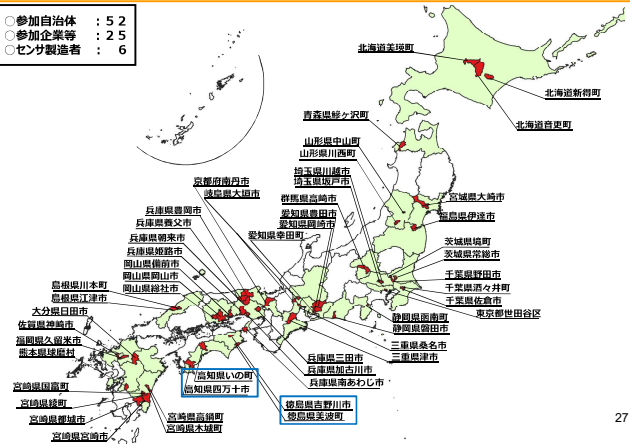 ○参加自治体　：５２
○参加企業等　：２５
○センサ製造者　：　６
北海道美瑛町
北海道新得町
北海道音更町
青森県鰺ヶ沢町
山形県中山町
山形県川西町
宮城県大崎市
福島県伊達市
埼玉県川越市
埼玉県坂戸市
群馬県高崎市
愛知県豊田市
愛知県岡崎市
愛知県幸田町
京都府南丹市
岐阜県大垣市
兵庫県豊岡市
兵庫県養父市
兵庫県朝来市
兵庫県姫路市
岡山県備前市
岡山県岡山市
岡山県総社市
茨城県境町
茨城県常総市
千葉県野田市
千葉県酒々井町
千葉県佐倉市
東京都世田谷区
静岡県函南町
静岡県磐田市
三重県桑名市
三重県津市
島根県川本町
島根県江津市
大分県日田市
佐賀県神埼市
福岡県久留米市
熊本県球磨村
兵庫県三田市
兵庫県加古川市
兵庫県南あわじ市
高知県いの町
高知県四万十市
徳島県吉野川市
徳島県美波町
宮崎県国富町
宮崎県綾町
宮崎県都城市
宮崎県宮崎市
宮崎県高鍋町
宮崎県木城町
27